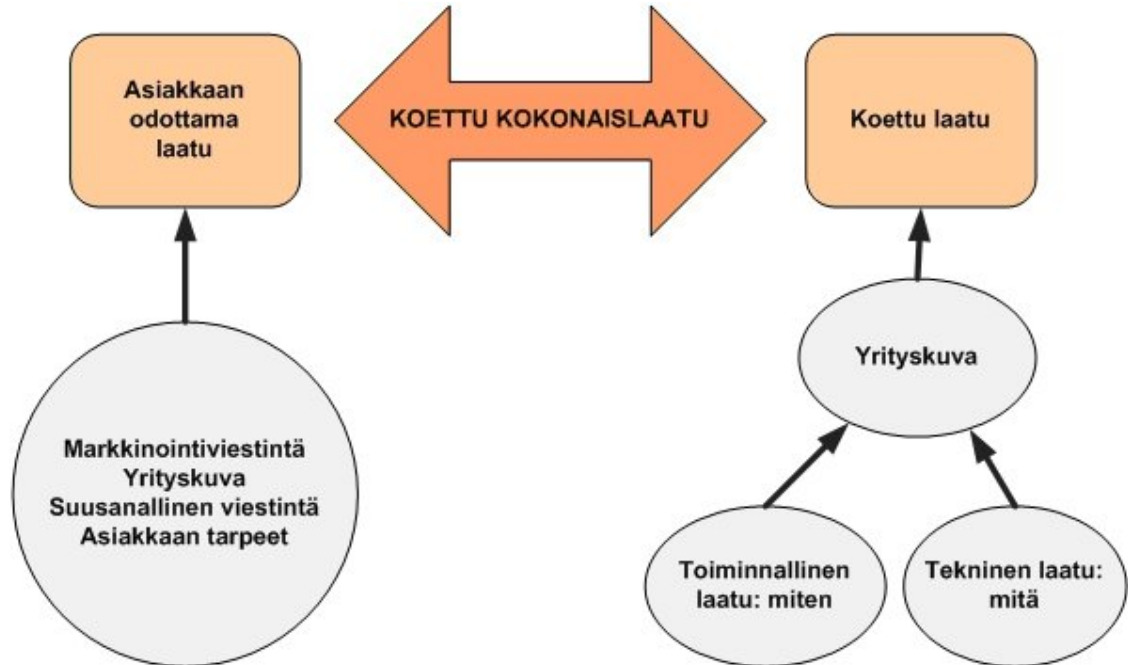 Asiakkaan
odottama
laatu
KOETTU KOKONAISLAATU
Koettu laatu
Yrityskuva
Markkinointiviestintä
Yrityskuva
Suusanallinen viestintä
Asiakkaan tarpeet
Toiminnallinen
laatu: miten
Tekninen laatu:
mitä